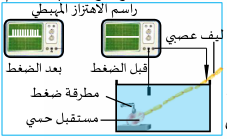 راسم الاهتزاز المهبطي
ليف عصبي
قبل الضغط
بعد الضغط
مطرقة ضغط
مستقبل حسي